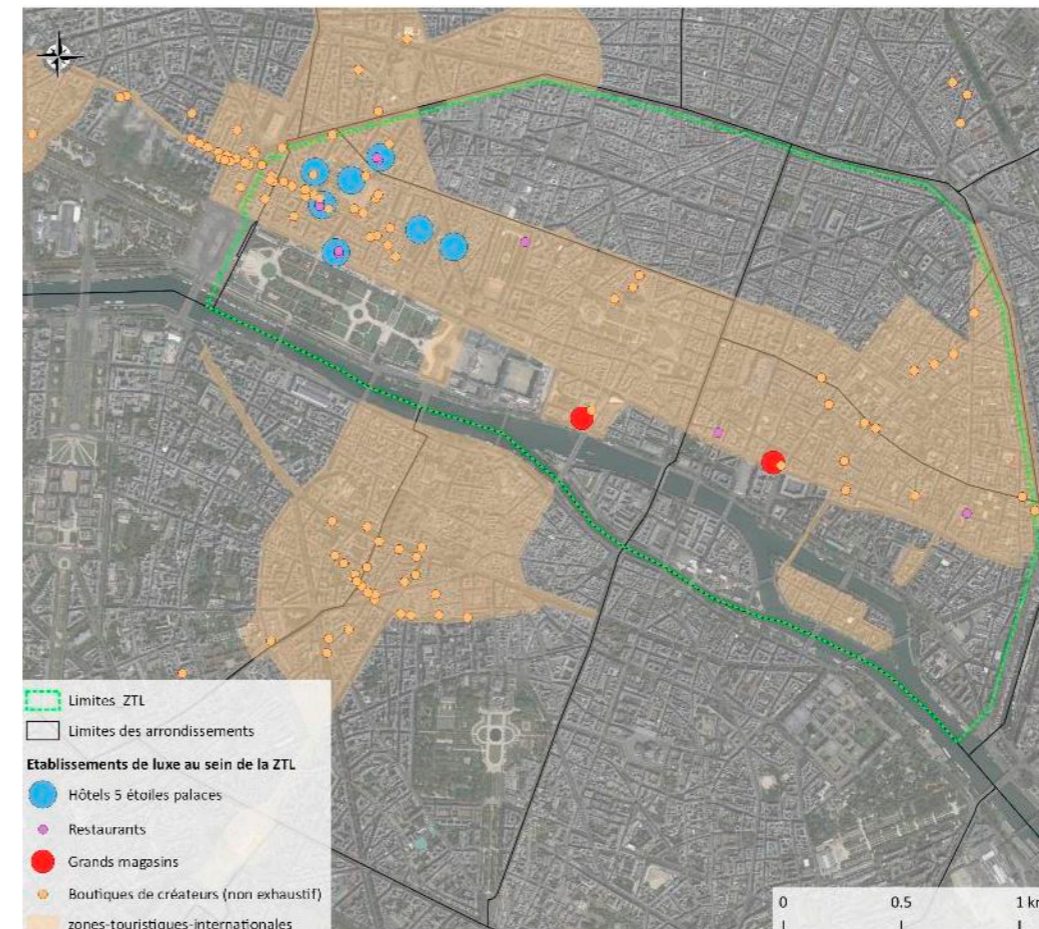 Limites ZTL
Limites des arrondissements
Etablissements de luxe au sein de la ZTL
Hôtels 5 étoiles palaces
Restaurants
Grands magasins
Boutiques de créateurs (non exhaustif)
zones-touristiques-internationales
0 0.5 1 km